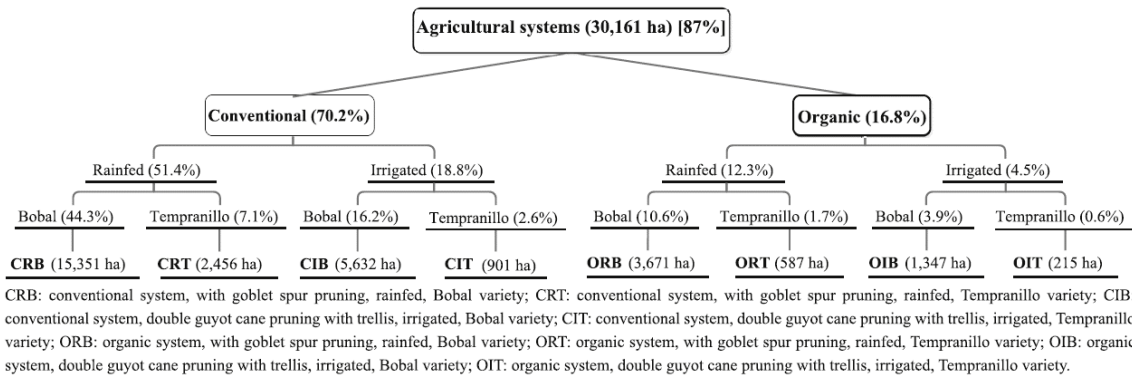 Agricultural systems (30,161 ha) [87%]
Conventional (70.2%)
Organic (16.8%)
Rainfed (51.4%)
Irrigated (18.8%)
Rainfed (12.3%)
Irrigated (4.5%)
Bobal (44.3%)
Tempranillo (7.1%)
Bobal (16.2%)
Tempranillo (2.6%)
Bobal (10.6%)
Tempranillo (1.7%)
Bobal (3.9%)
Tempranillo (0.6%)
CRB (15,351 ha)
CRT (2,456 ha)
CIB (5,632 ha)
CIT (901 ha)
ORB (3,671 ha)
ORT (587 ha)
OIB (1,347 ha)
OIT (215 ha)
CRB: conventional system, with goblet spur pruning, rainfed, Bobal variety; CRT: conventional system, with goblet spur pruning, rainfed, Tempranillo variety; CIB:
conventional system, double guyot cane pruning with trellis, irrigated, Bobal variety; CIT: conventional system, double guyot cane pruning with trellis, irrigated, Tempranillo
variety; ORB: organic system, with goblet spur pruning, rainfed, Bobal variety; ORT: organic system, with goblet spur pruning, rainfed, Tempranillo variety; OIB: organic
system, double guyot cane pruning with trellis, irrigated, Bobal variety; OIT: organic system, double guyot cane pruning with trellis, irrigated, Tempranillo variety.